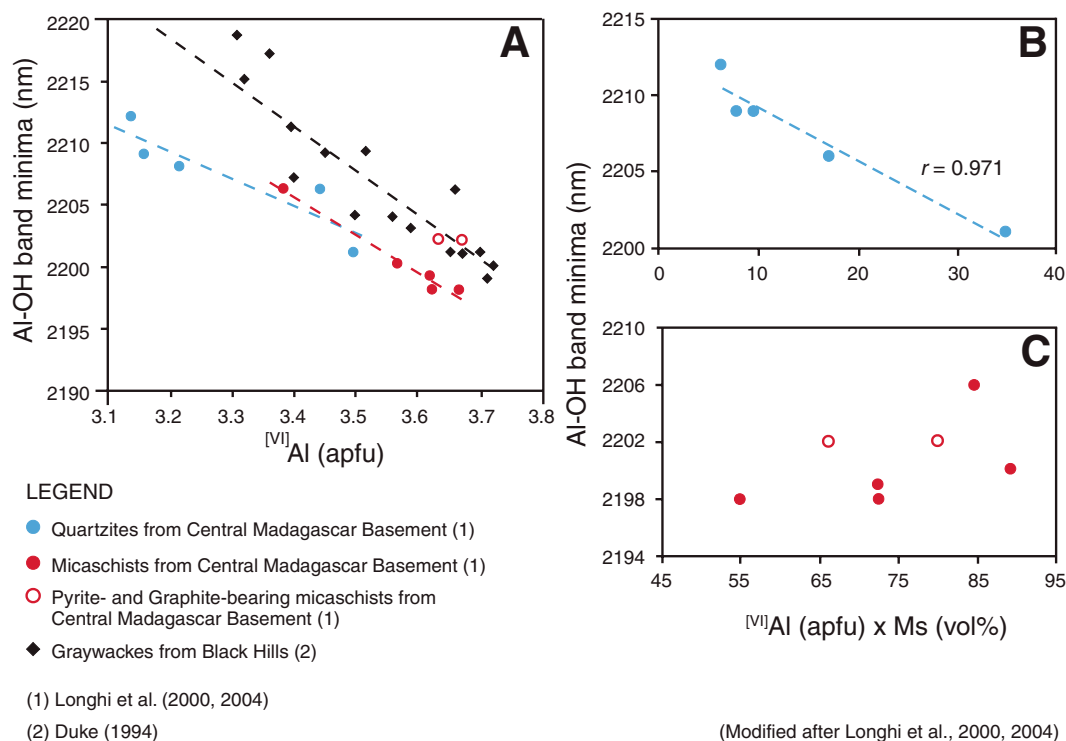 A
Al-OH band minima (nm)
2220
2215
2210
2205
2200
2195
2190
3.1 3.2 3.3 3.4 3.5 3.6 3.7 3.8
[VI]Al (apfu)
B
Al-OH band minima (nm)
2215
2210
2205
2200
r = 0.971
0 10 20 30 40
C
2210
2206
2202
2198
2194
45 55 65 75 85 95
[VI]Al (apfu) x Ms (vol%)
LEGEND
Quartzites from Central Madagascar Basement (1)
Micaschists from Central Madagascar Basement (1)
Pyrite- and Graphite-bearing micaschists from
Central Madagascar Basement (1)
Graywackes from Black Hills (2)
(1) Longhi et al. (2000, 2004)
(2) Duke (1994)
(Modified after Longhi et al., 2000, 2004)